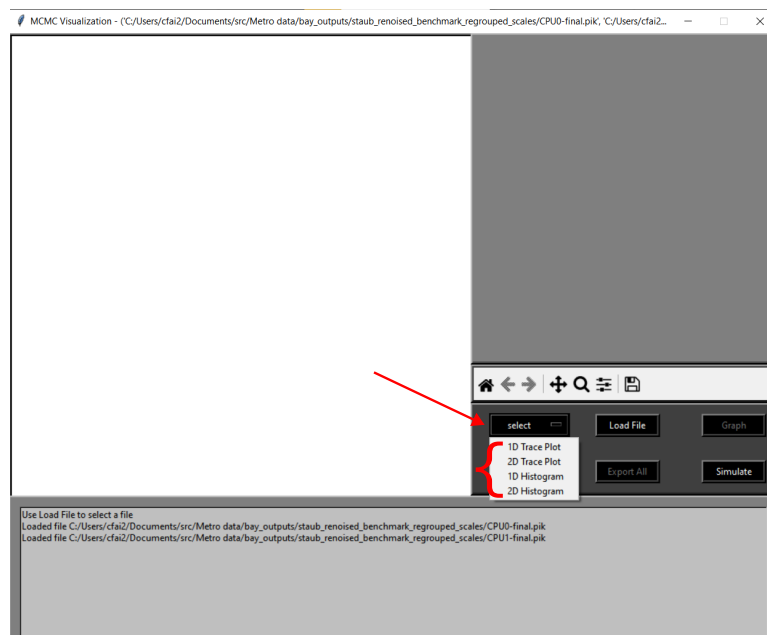 MCMC Visualization - ('C:/Users/cfai2/Documents/src/Metro data/bay_outputs/staub_renoised_benchmark_regrouped_scales/CPU0-final.pik', 'C:/Users/cfai2...
select
Load File
Graph
1D Trace Plot
2D Trace Plot
1D Histogram
2D Histogram
Export All
Simulate
Use Load File to select a file
Loaded file C:/Users/cfai2/Documents/src/Metro data/bay_outputs/staub_renoised_benchmark_regrouped_scales/CPU0-final.pik
Loaded file C:/Users/cfai2/Documents/src/Metro data/bay_outputs/staub_renoised_benchmark_regrouped_scales/CPU1-final.pik